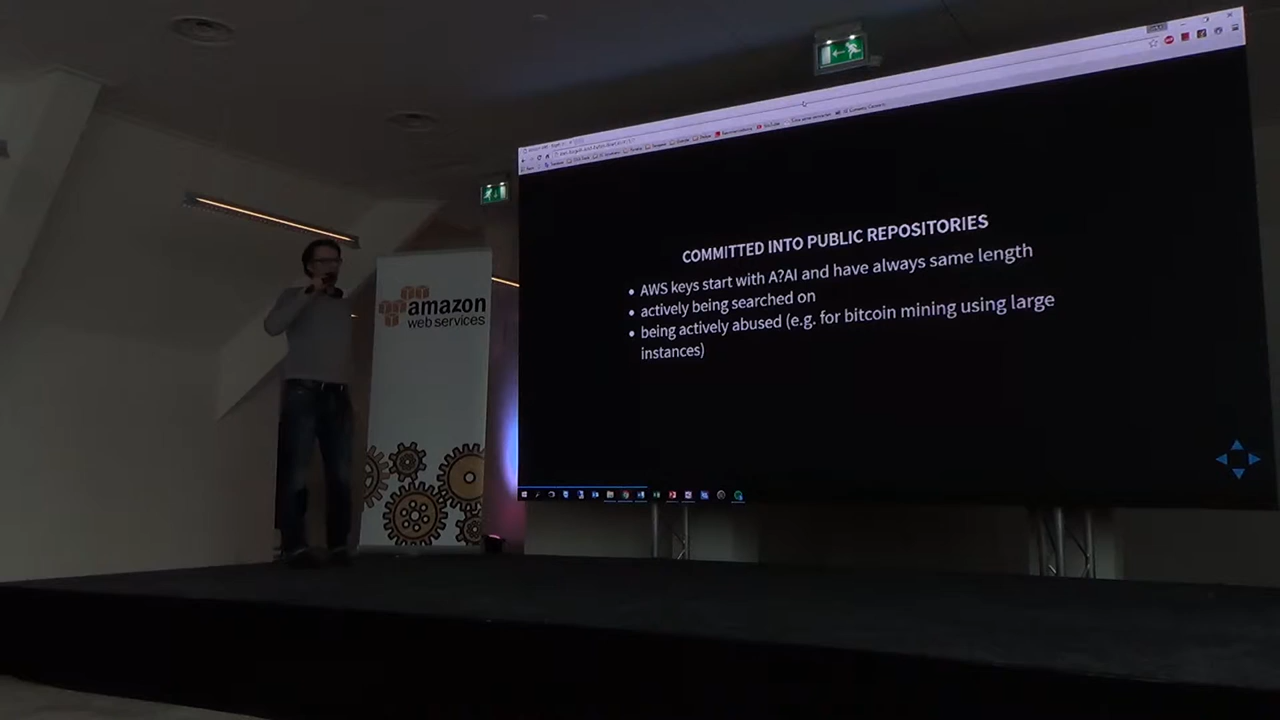 COMMITTED INTO PUBLIC REPOSITORIES
AWS keys start with A?AI and have always same length
actively being searched on
being actively abused (e.g. for bitcoin mining using large
instances)
amazon
web services